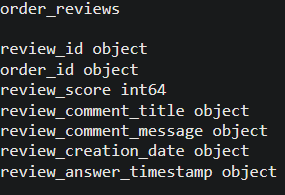 order_reviews
review_id object
order_id object
review_score int64
review_comment_title object
review_comment_message object
review_creation_date object
review_answer_timestamp object